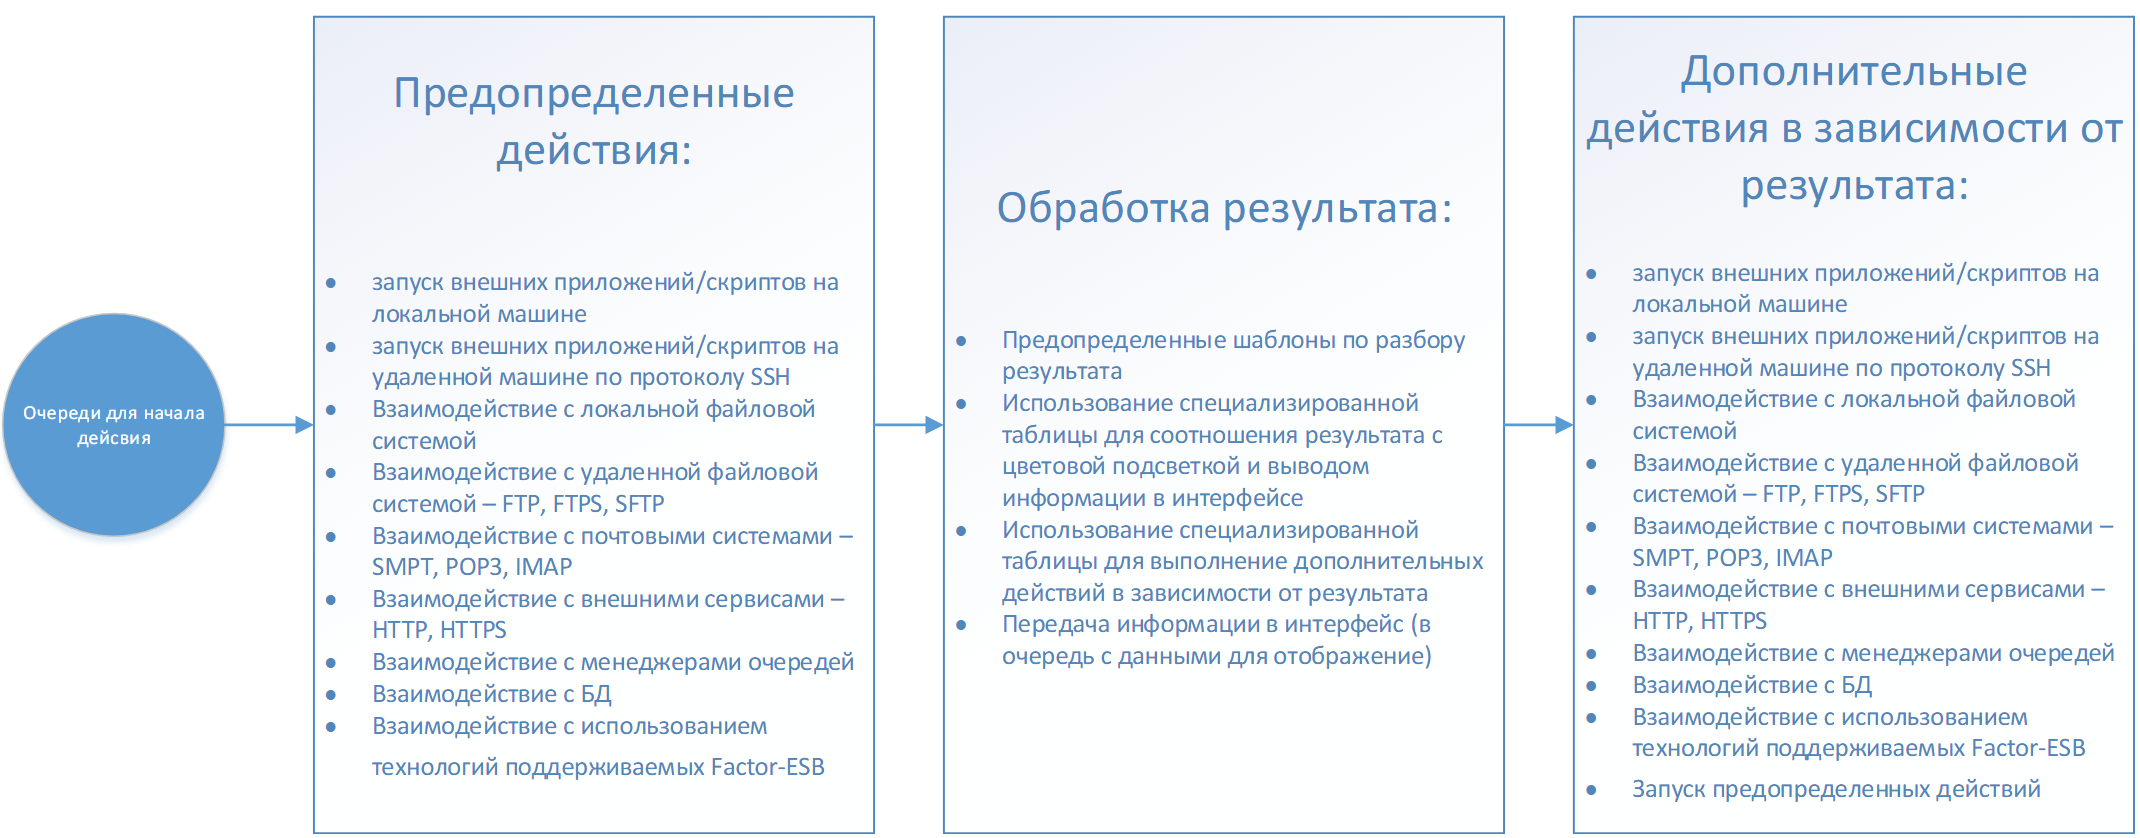 Очереди для начала
дейсвия
Предопределенные
действия:
● запуск внешних приложений/скриптов на
локальной машине
● запуск внешних приложений/скриптов на
удаленной машине по протоколу SSH
● Взаимодействие с локальной файловой
системой
● Взаимодействие с удаленной файловой
системой – FTP, FTPS, SFTP
● Взаимодействие с почтовыми системами –
SMPT, POP3, IMAP
● Взаимодействие с внешними сервисами –
HTTP, HTTPS
● Взаимодействие с менеджерами очередей
● Взаимодействие с БД
● Взаимодействие с использованием
технологий поддерживаемых Factor-ESB
Обработка результата:
● Предопределенные шаблоны по разбору
результата
● Использование специализированной
таблицы для соотношения результата с
цветовой подсветкой и выводом
информации в интерфейсе
● Использование специализированной
таблицы для выполнение дополнительных
действий в зависимости от результата
● Передача информации в интерфейс (в
очередь с данными для отображение)
Дополнительные
действия в зависимости от
результата:
● запуск внешних приложений/скриптов на
локальной машине
● запуск внешних приложений/скриптов на
удаленной машине по протоколу SSH
● Взаимодействие с локальной файловой
системой
● Взаимодействие с удаленной файловой
системой – FTP, FTPS, SFTP
● Взаимодействие с почтовыми системами –
SMPT, POP3, IMAP
● Взаимодействие с внешними сервисами –
HTTP, HTTPS
● Взаимодействие с менеджерами очередей
● Взаимодействие с БД
● Взаимодействие с использованием
технологий поддерживаемых Factor-ESB
● Запуск предопределенных действий